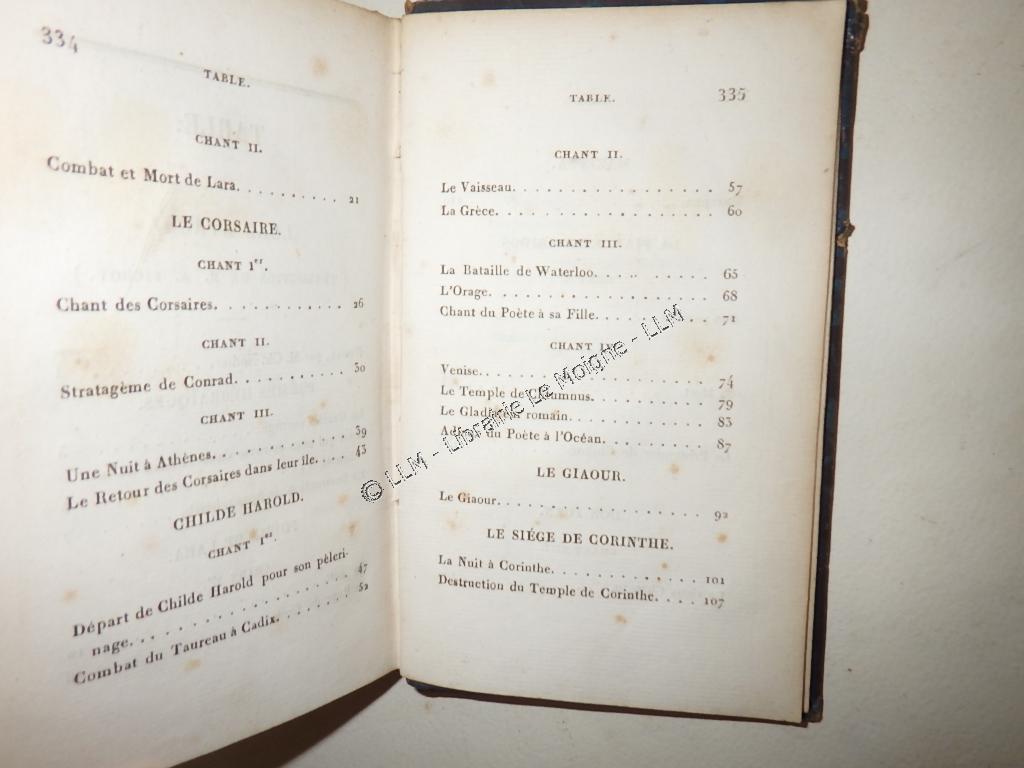 334
TABLE.
CHANT II.
Combat et Mort de Lara. . . . . . . . . . . 21
LE CORSAIRE.
CHANT Ier.
Chant des Corsaires. . . . . . . . . . . . 26
CHANT II.
Stratagème de Conrad. . . . . . . . . . . 30
CHANT III.
Une Nuit à Athènes. . . . . . . . . . . . 39
Le Retour des Corsaires dans leur île. . . . 43
CHILDE HAROLD.
CHANT Ier.
Départ de Childe Harold pour son pèleri-
nage. . . . . . . . . . . . . . . . . . 47
Combat du Taureau à Cadix. . . . . . . . 52
TABLE. 335
CHANT II.
Le Vaisseau. . . . . . . . . . . . . . . . . 57
La Grèce. . . . . . . . . . . . . . . . . . 60
CHANT III.
La Bataille de Waterloo. . . . . . . . . . 65
L'Orage. . . . . . . . . . . . . . . . . . 68
Chant du Poète à sa Fille. . . . . . . . . 71
CHANT
Venise. . . . . . . . . . . . . . . . . . . 74
Le Temple de . . . . . . . . . 79
Le Gladiateur romain. . . . . . . . . . . 83
du Poète à l'Océan. . . . . . . . . 87
LE GIAOUR.
Le Giaour. . . . . . . . . . . . . . . . . 92
LE SIÉGE DE CORINTHE.
La Nuit à Corinthe. . . . . . . . . . . . 101
Destruction du Temple de Corinthe. . . . 107
© LLM - Librairie Le Moigne - LLM